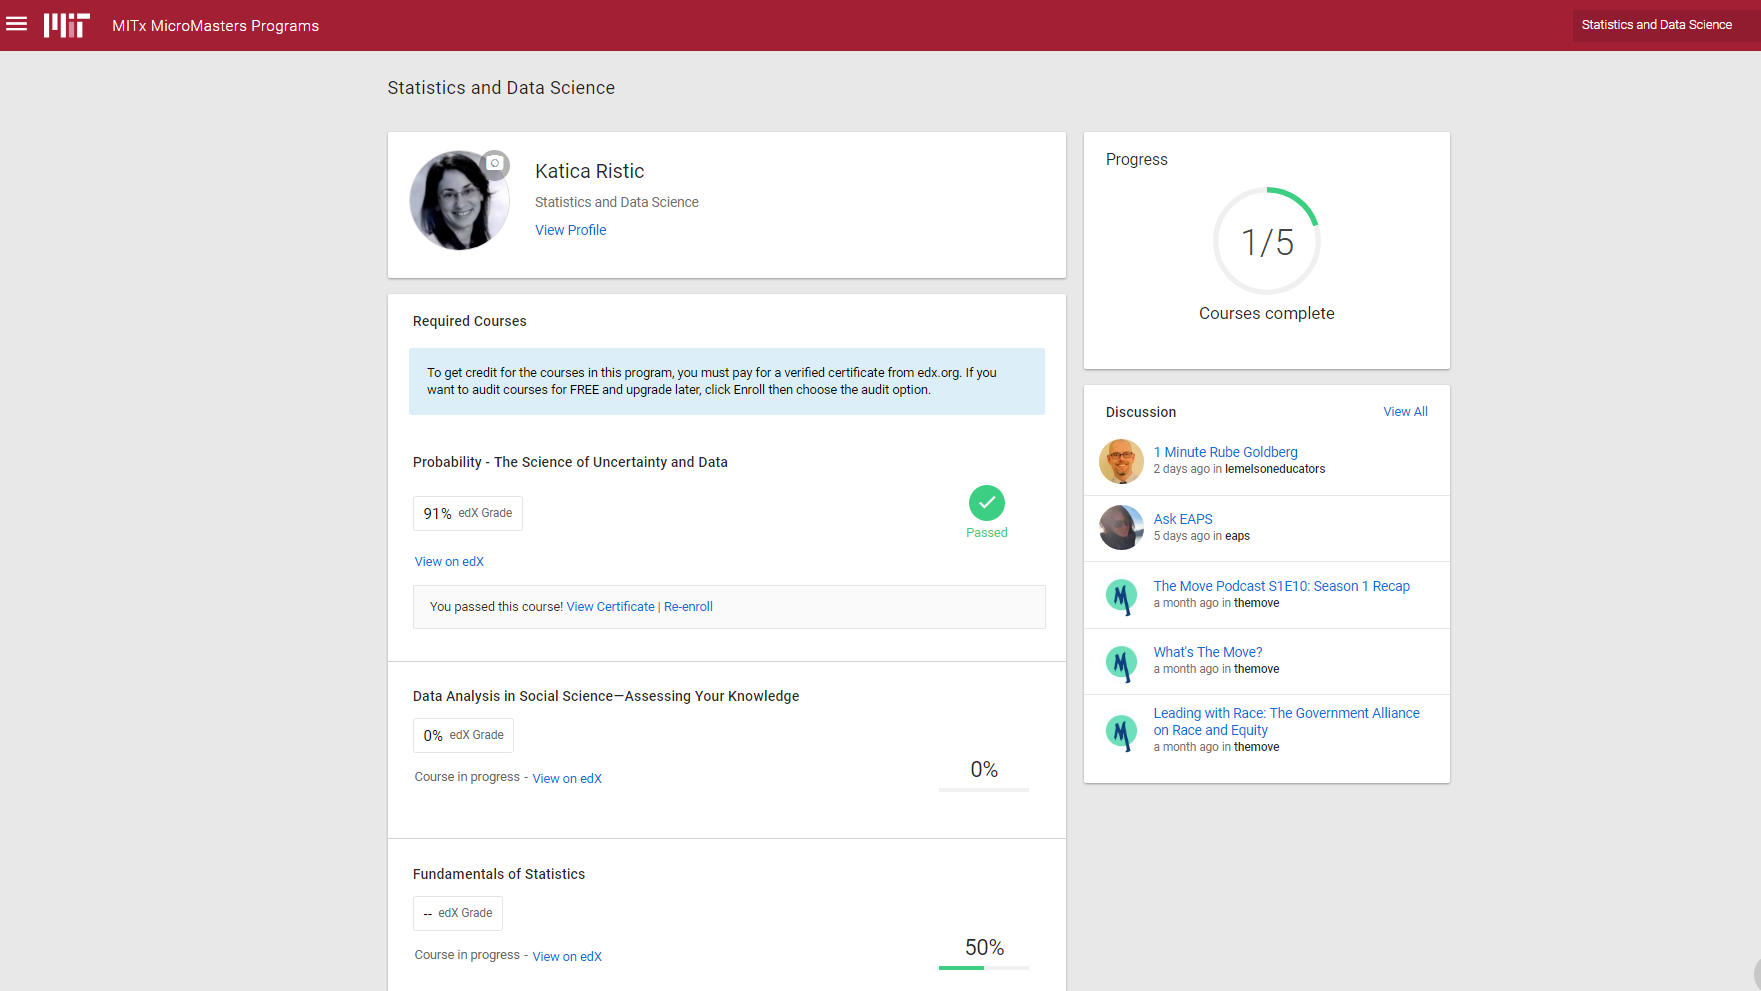 MIT
MITx MicroMasters Programs
Statistics and Data Science
Statistics and Data Science
Katica Ristic
Statistics and Data Science
View Profile
Required Courses
To get credit for the courses in this program, you must pay for a verified certificate from edx.org. If you
want to audit courses for FREE and upgrade later, click Enroll then choose the audit option.
Probability - The Science of Uncertainty and Data
91% edX Grade
Passed
View on edX
You passed this course! View Certificate | Re-enroll
Data Analysis in Social Science—Assessing Your Knowledge
0% edX Grade
Course in progress - View on edX
0%
Fundamentals of Statistics
-- edX Grade
Course in progress - View on edX
50%
Progress
1/5
Courses complete
Discussion
View All
1 Minute Rube Goldberg
2 days ago in lemelsoneducators
Ask EAPS
5 days ago in eaps
The Move Podcast S1E10: Season 1 Recap
a month ago in themove
What's The Move?
a month ago in themove
Leading with Race: The Government Alliance
on Race and Equity
a month ago in themove